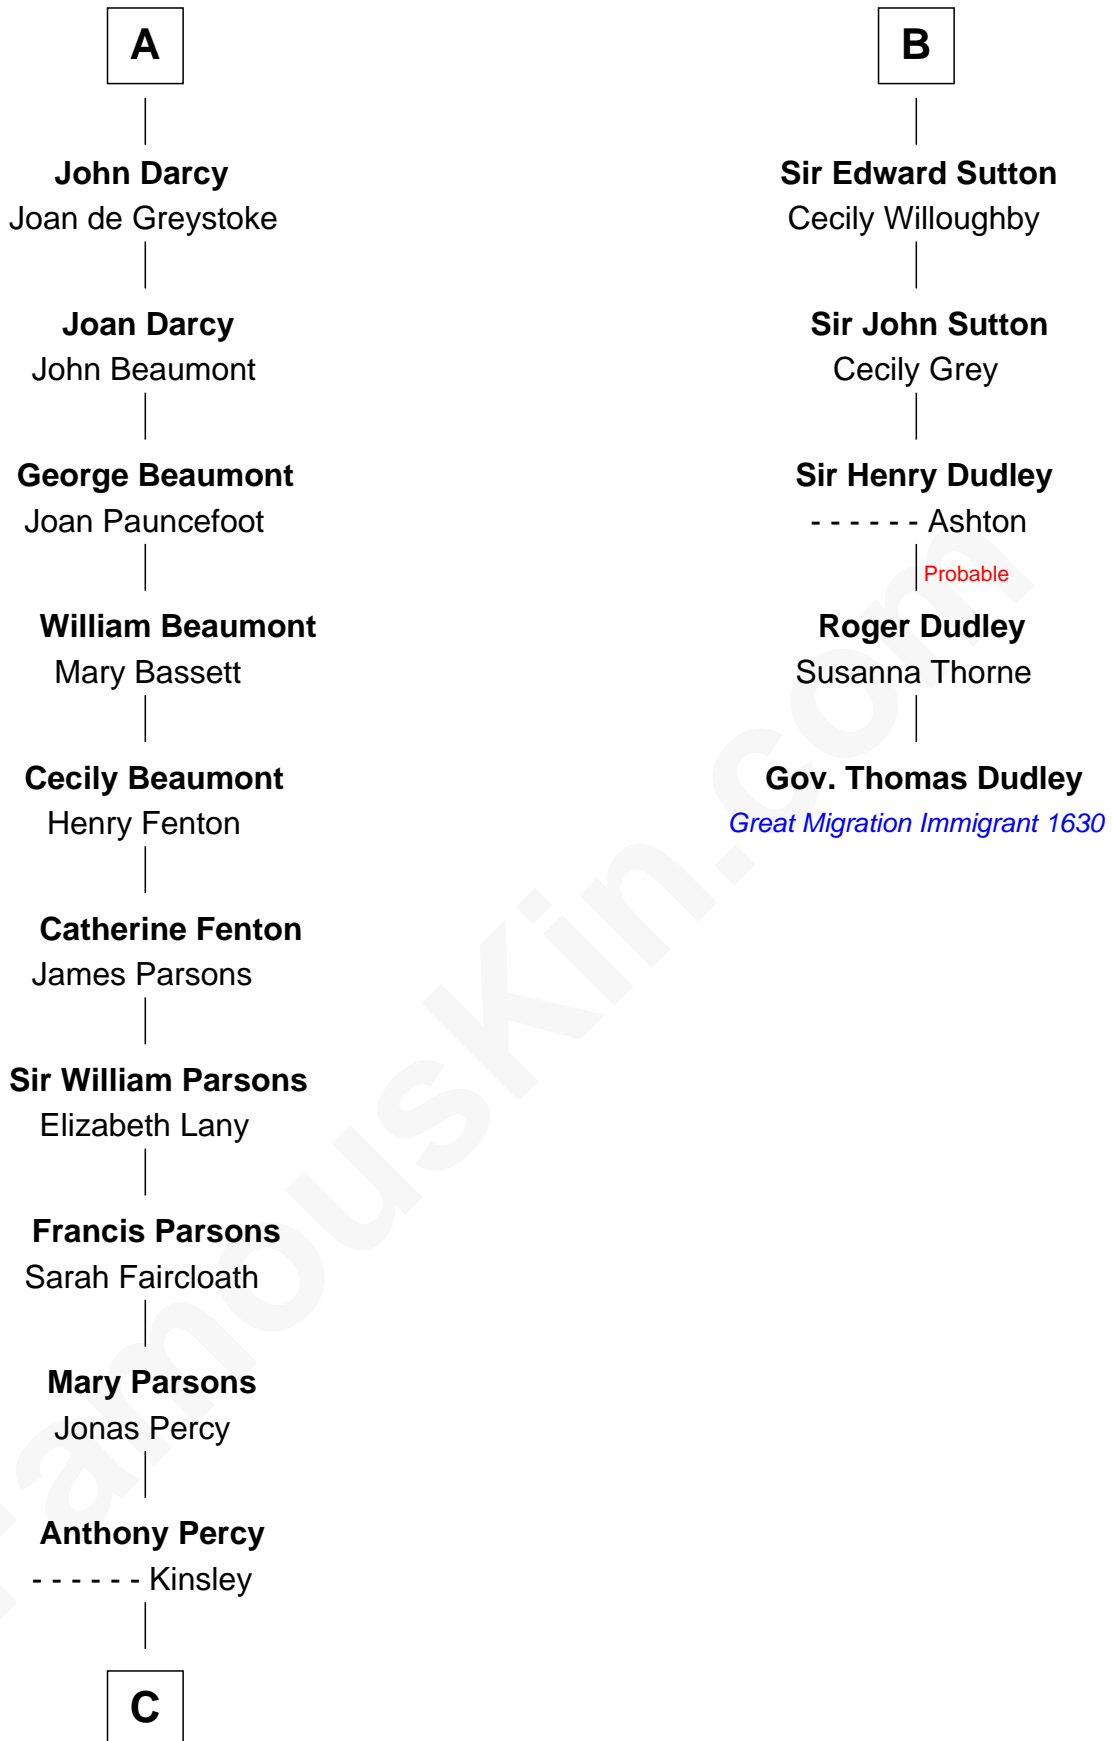 A
John Darcy
Joan de Greystoke
Joan Darcy
John Beaumont
George Beaumont
Joan Pauncefoot
William Beaumont
Mary Bassett
Cecily Beaumont
Henry Fenton
Catherine Fenton
James Parsons
Sir William Parsons
Elizabeth Lany
Francis Parsons
Sarah Faircloath
Mary Parsons
Jonas Percy
Anthony Percy
- - - - - - Kinsley
C
B
Sir Edward Sutton
Cecily Willoughby
Sir John Sutton
Cecily Grey
Sir Henry Dudley
- - - - - - Ashton
Probable
Roger Dudley
Susanna Thorne
Gov. Thomas Dudley
Great Migration Immigrant 1630
FamousKin.com